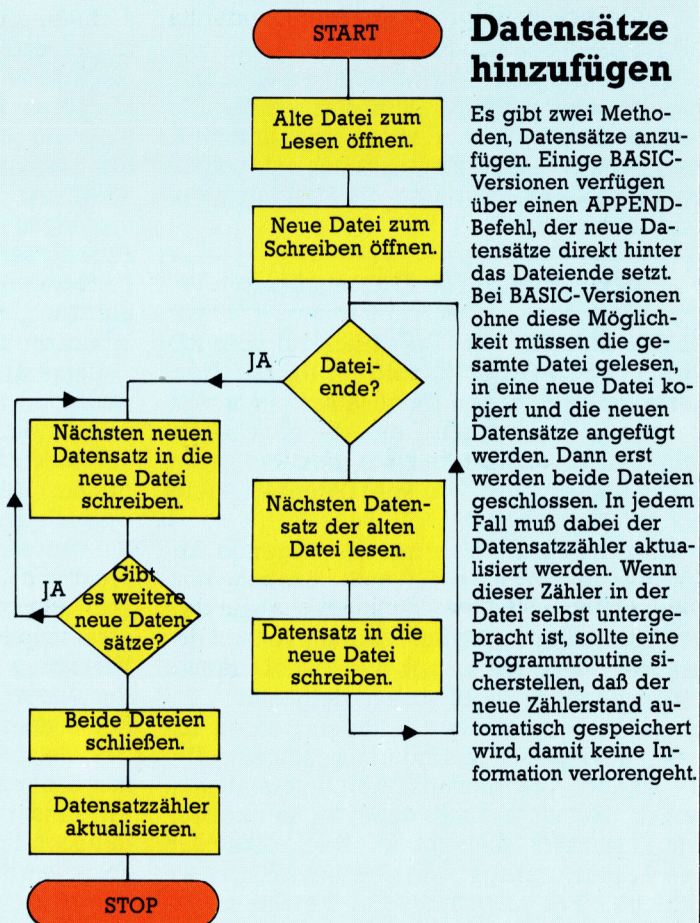 START
Alte Datei zum
Lesen öffnen.
Neue Datei zum
Schreiben öffnen.
Datei-
ende?
JA
Nächsten Daten-
satz der alten
Datei lesen.
Datensatz in die
neue Datei
schreiben.
Nächsten neuen
Datensatz in die
neue Datei
schreiben.
Gibt
es weitere
neue Daten-
sätze?
JA
Beide Dateien
schließen.
Datensatzzähler
aktualisieren.
STOP
Datensätze
hinzufügen
Es gibt zwei Metho-
den, Datensätze anzu-
fügen. Einige BASIC-
Versionen verfügen
über einen APPEND-
Befehl, der neue Da-
tensätze direkt hinter
das Dateiende setzt.
Bei BASIC-Versionen
ohne diese Möglich-
keit müssen die ge-
samte Datei gelesen,
in eine neue Datei ko-
piert und die neuen
Datensätze angefügt
werden. Dann erst
werden beide Dateien
geschlossen. In jedem
Fall muß dabei der
Datensatzzähler aktua-
lisiert werden. Wenn
dieser Zähler in der
Datei selbst unterge-
bracht ist, sollte eine
Programmroutine si-
cherstellen, daß der
neue Zählerstand au-
tomatisch gespeichert
wird, damit keine In-
formation verlorengeht.